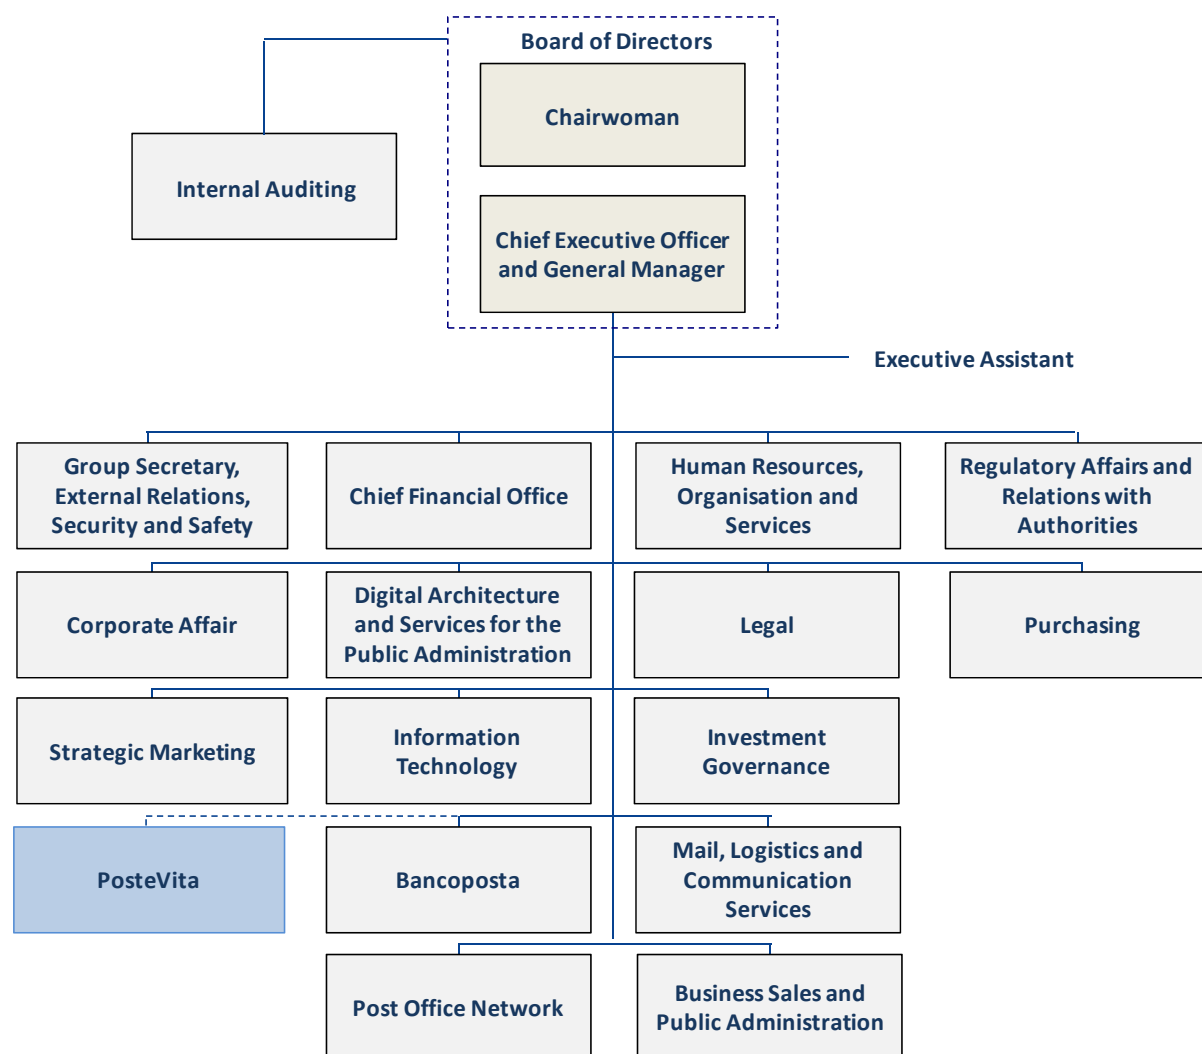 Board of Directors
Chairwoman
Internal Auditing
Chief Executive Officer
and General Manager
Executive Assistant
Group Secretary,
External Relations,
Security and Safety
Chief Financial Office
Human Resources,
Organisation and
Services
Regulatory Affairs and
Relations with
Authorities
Corporate Affair
Digital Architecture
and Services for the
Public Administration
Legal
Purchasing
Strategic Marketing
Information
Technology
Investment
Governance
PosteVita
Bancoposta
Mail, Logistics and
Communication
Services
Post Office Network
Business Sales and
Public Administration